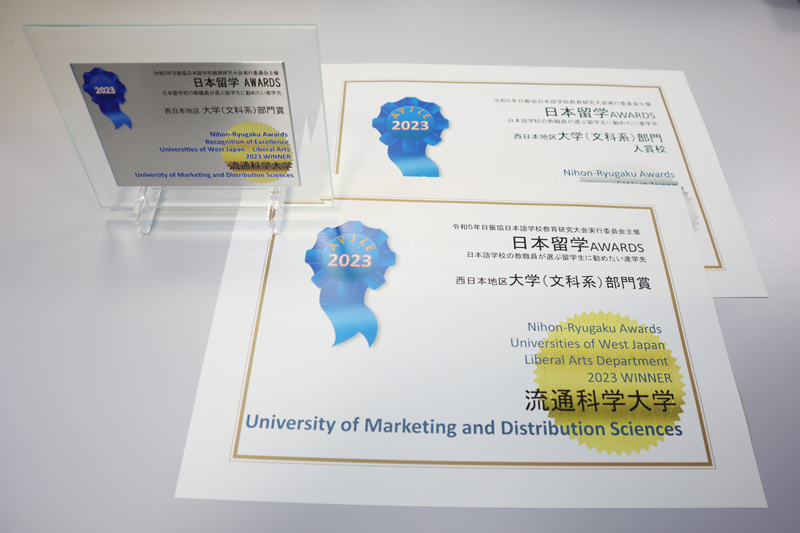 2023
令和5年日振協日本語学校教育研究大会実行委員会主催
日本留学 AWARDS
日本語学校の教職員が選ぶ留学生に勧めたい進学先
西日本地区 大学（文科系）部門賞
Nihon-Ryugaku Awards
Recognition of Excellence
Universities of West Japan Liberal Arts
2023 WINNER
流通科学大学
University of Marketing and Distribution Sciences
APJLE
2023
令和5年日振協日本語学校教育研究大会実行委員会主催
日本留学AWARDS
日本語学校の教職員が選ぶ留学生に勧めたい進学先
西日本地区大学（文科系）部門
入賞校
Nihon-Ryugaku Awards
APJLE
2023
令和5年日振協日本語学校教育研究大会実行委員会主催
日本留学AWARDS
日本語学校の教職員が選ぶ留学生に勧めたい進学先
西日本地区大学（文科系）部門賞
Nihon-Ryugaku Awards
Universities of West Japan
Liberal Arts Department
2023 WINNER
流通科学大学
University of Marketing and Distribution Sciences